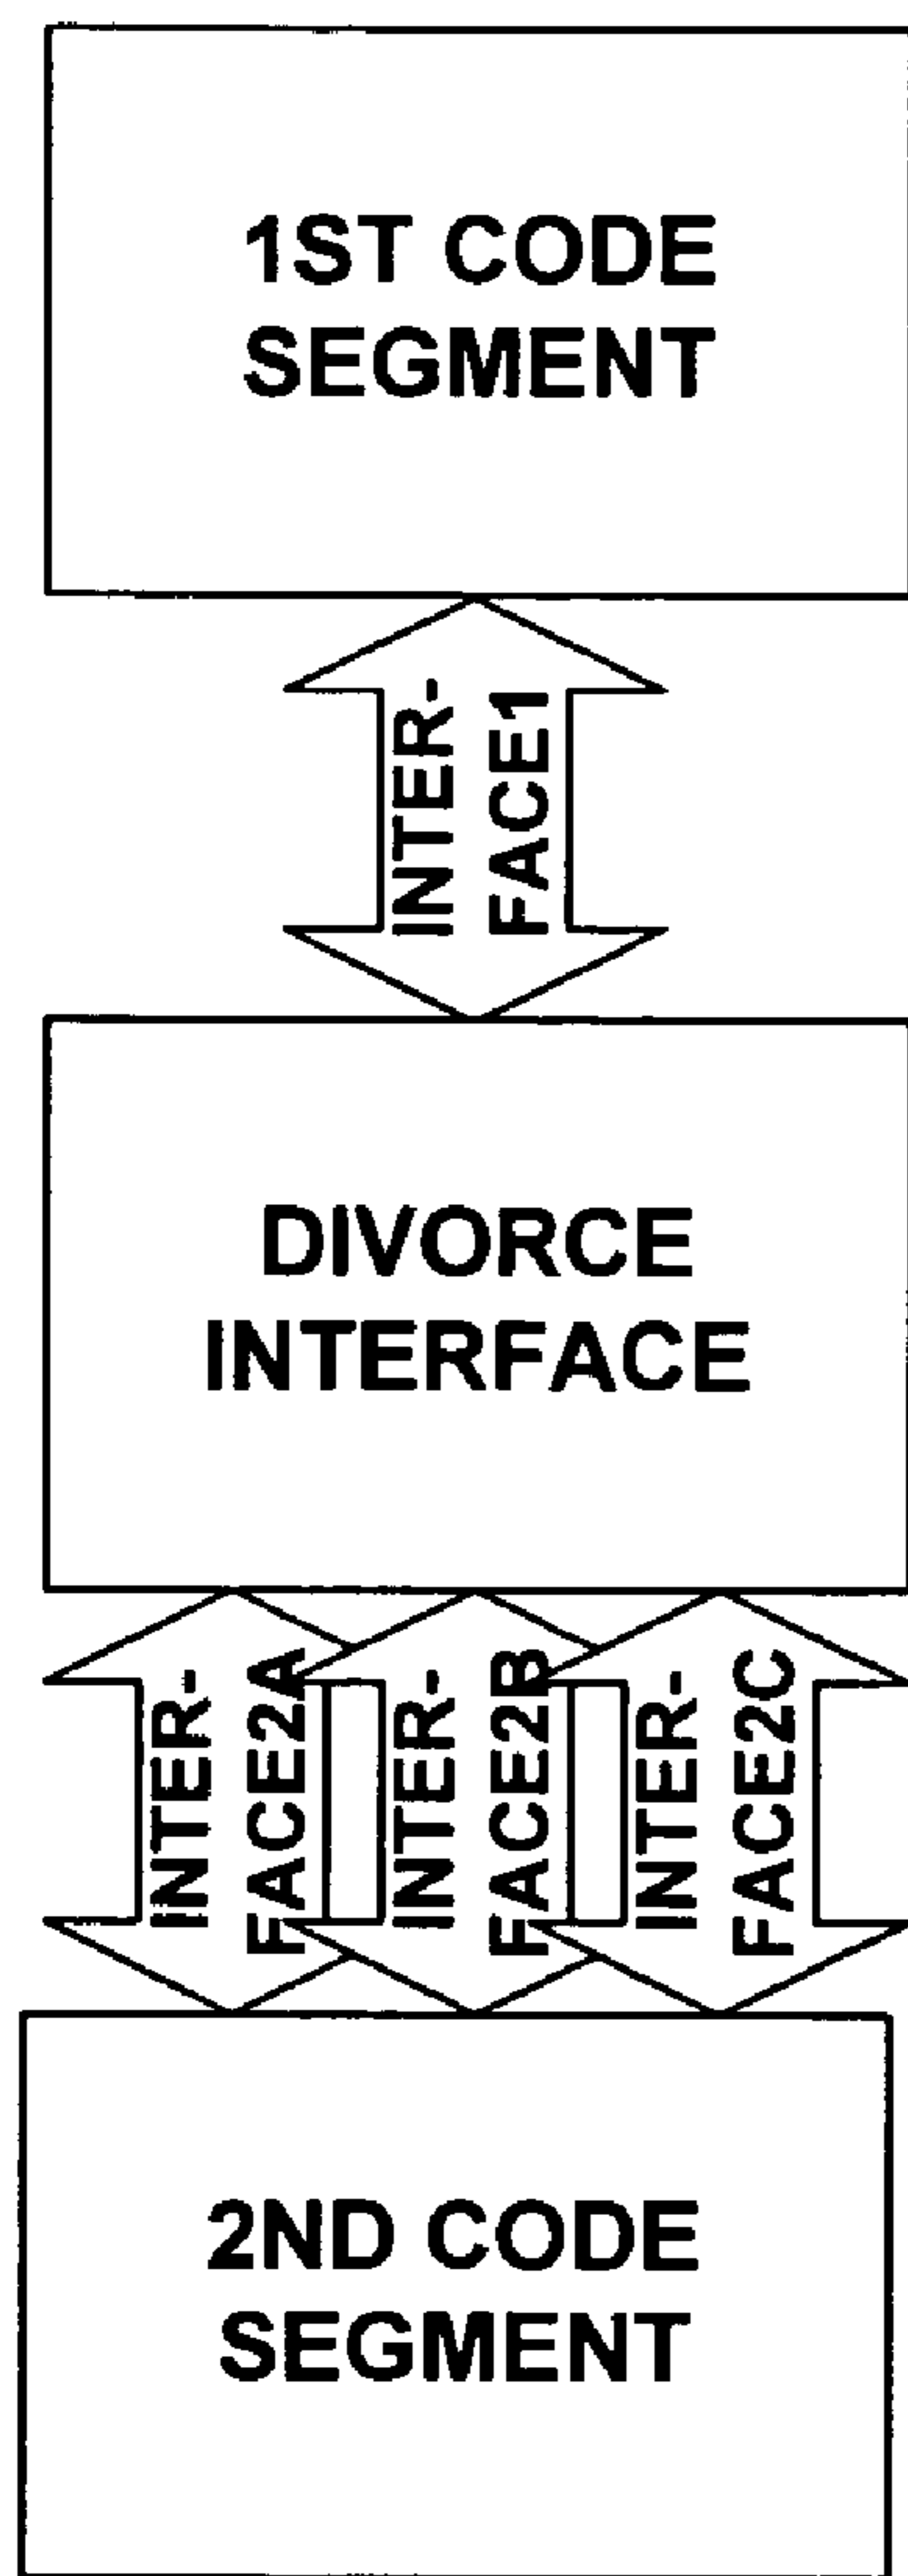 1ST CODE
SEGMENT
INTER-
FACE1
DIVORCE
INTERFACE
INTER-
FACE2A
INTER-
FACE2B
INTER-
FACE2C
2ND CODE
SEGMENT